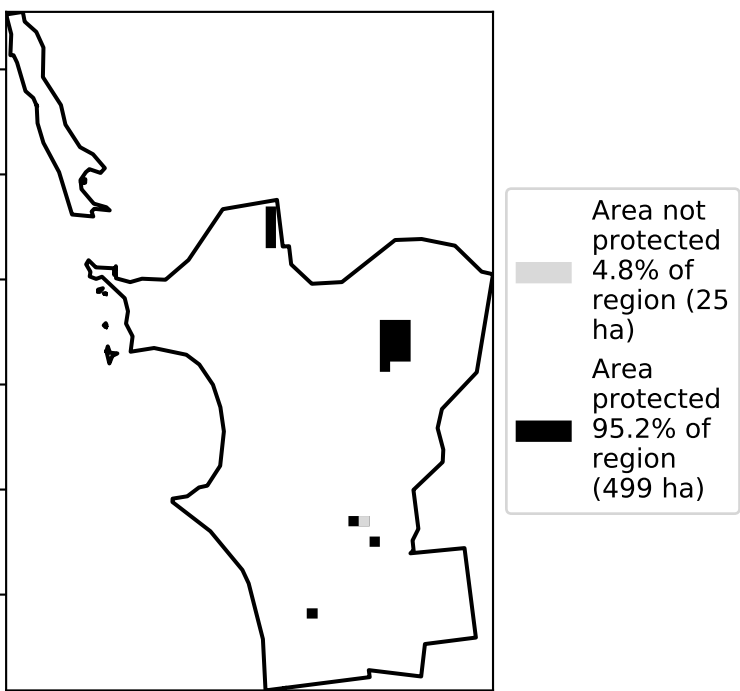 Area not
protected
4.8% of
region (25
ha)
Area
protected
95.2% of
region
(499 ha)